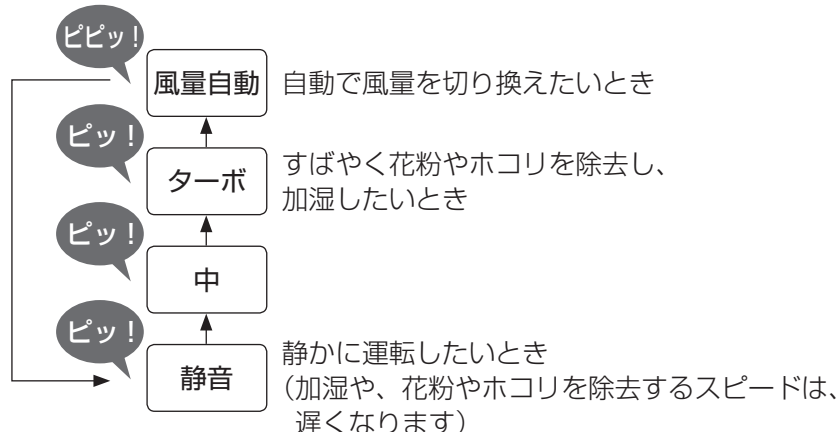 ピピッ！
風量自動
自動で風量を切り換えたいとき
ピッ！
ターボ
すばやく花粉やホコリを除去し、
加湿したいとき
ピッ！
中
ピッ！
静音
静かに運転したいとき
（加湿や、花粉やホコリを除去するスピードは、
遅くなります）